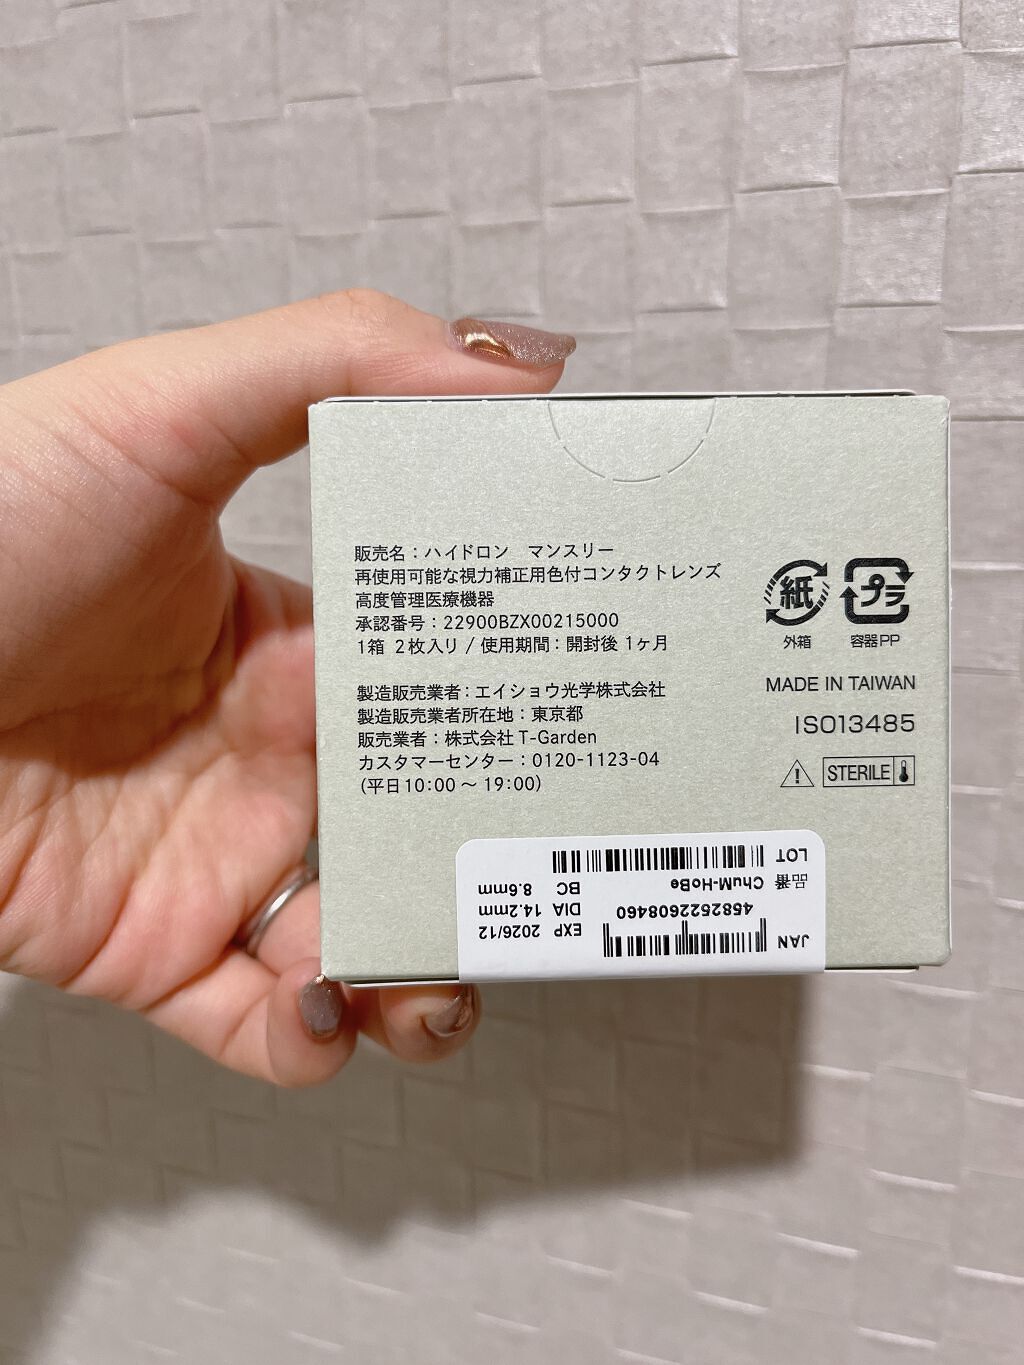 販売名：ハイドロン　マンスリー
再使用可能な視力補正用色付コンタクトレンズ
高度管理医療機器
承認番号：22900BZX00215000
1箱 2枚入り / 使用期間：開封後 1ヶ月
製造販売業者：エイショウ光学株式会社
製造販売業者所在地：東京都
販売業者：株式会社 T-Garden
カスタマーセンター：0120-1123-04
（平日10:00 ～ 19:00）
紙
外箱
プラ
容器PP
MADE IN TAIWAN
ISO13485
STERILE
JAN
4582522608460
EXP 2026/12
DIA 14.2mm
品番 ChuM-HoBe
BC 8.6mm
LOT